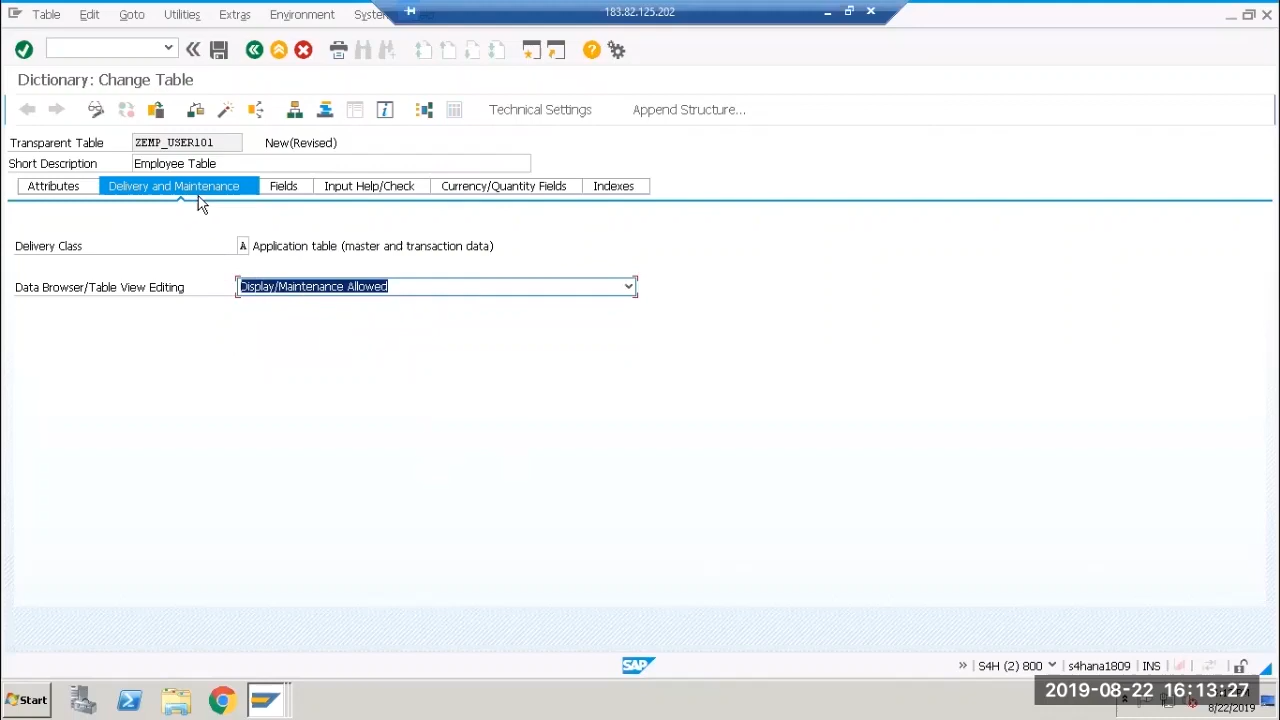 Table Edit Goto Utilities Extras Environment System
183.82.125.202
Dictionary: Change Table
Technical Settings Append Structure...
Transparent Table ZEMP_USER101 New(Revised)
Short Description Employee Table
Attributes Delivery and Maintenance Fields Input Help/Check Currency/Quantity Fields Indexes
Delivery Class A Application table (master and transaction data)
Data Browser/Table View Editing Display/Maintenance Allowed
SAP S4H (2) 800 s4hana1809 INS
Start
2019-08-22 16:13:27
8/22/2019